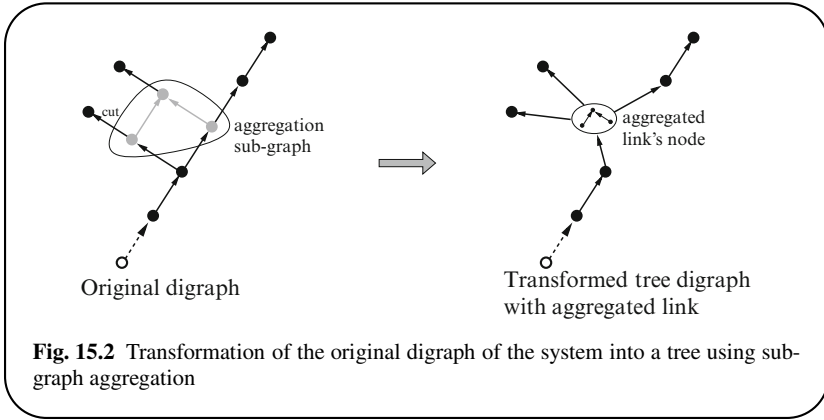 cut
aggregation
sub-graph
Original digraph
aggregated
link's node
Transformed tree digraph
with aggregated link
Fig. 15.2 Transformation of the original digraph of the system into a tree using sub-
graph aggregation